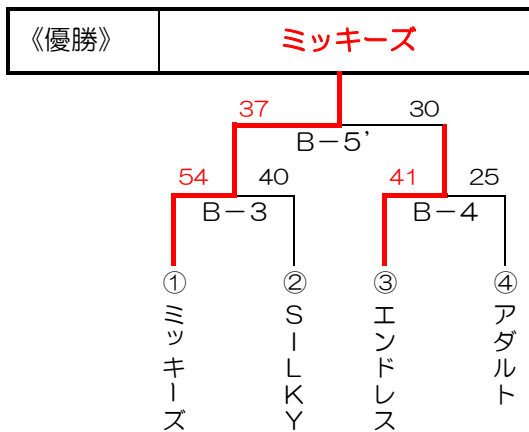 《優勝》 ミッキーズ
37 30
B-5’
54 40 41 25
B-3 B-4
① ② ③ ④
ミッキーズ
SILKY
エンドレス
アダルト